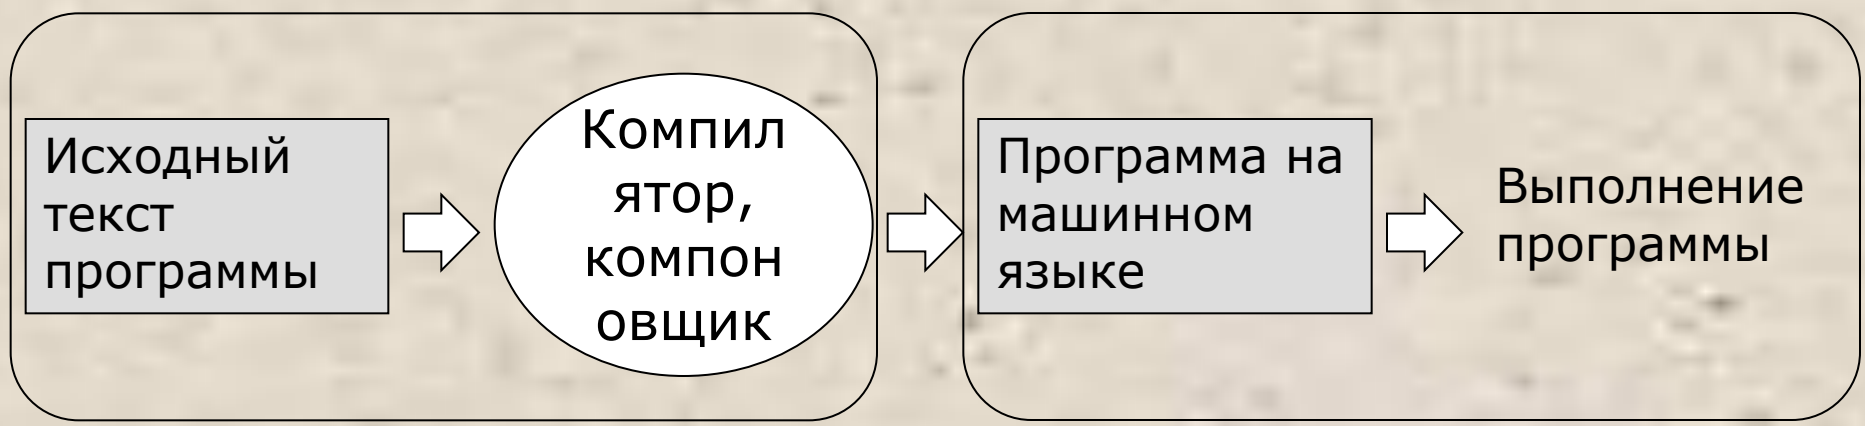 Исходный
текст
программы
Компил
ятор,
компон
овщик
Программа на
машинном
языке
Выполнение
программы